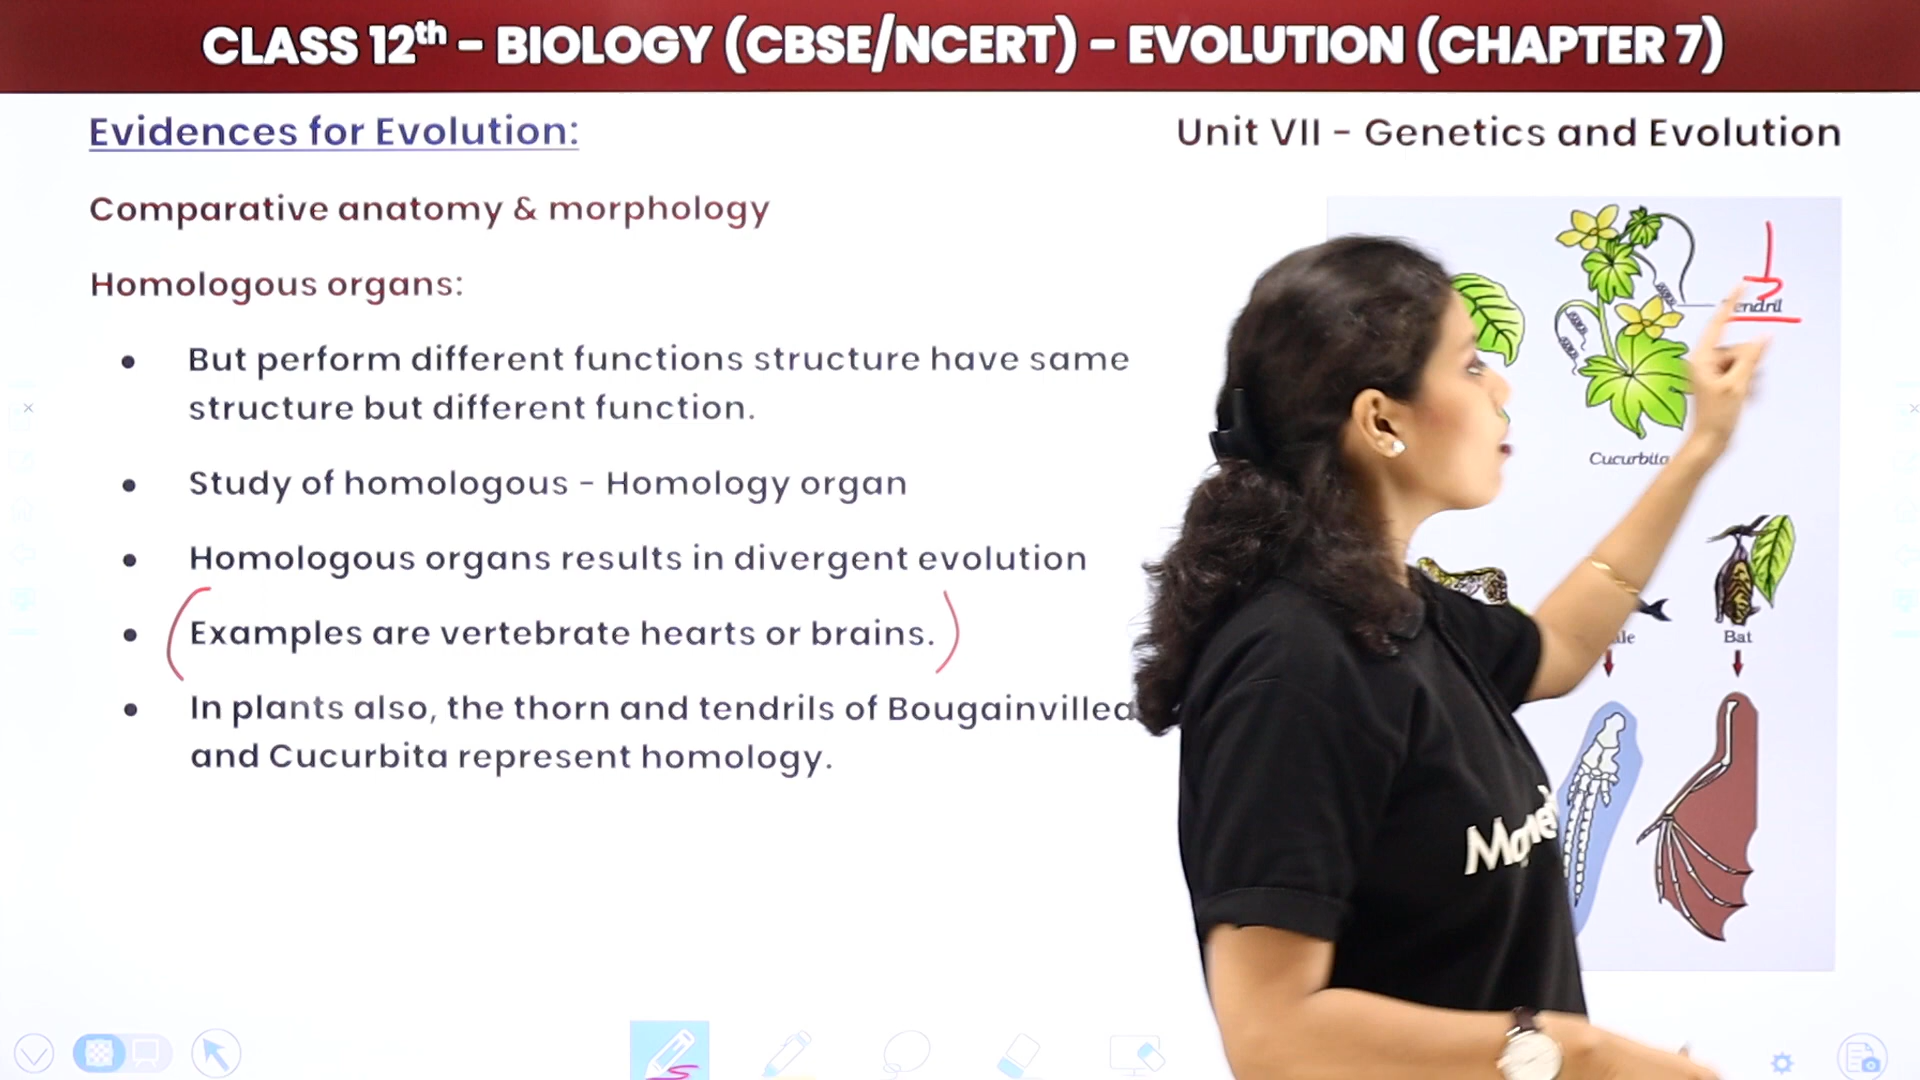 CLASS 12th – BIOLOGY (CBSE/NCERT) – EVOLUTION (CHAPTER 7)
Evidences for Evolution:
Unit VII – Genetics and Evolution
Comparative anatomy & morphology
Homologous organs:
• But perform different functions structure have same
structure but different function.
• Study of homologous – Homology organ
• Homologous organs results in divergent evolution
• Examples are vertebrate hearts or brains.
• In plants also, the thorn and tendrils of Bougainvillea
and Cucurbita represent homology.
endril
Cucurbita
Bat